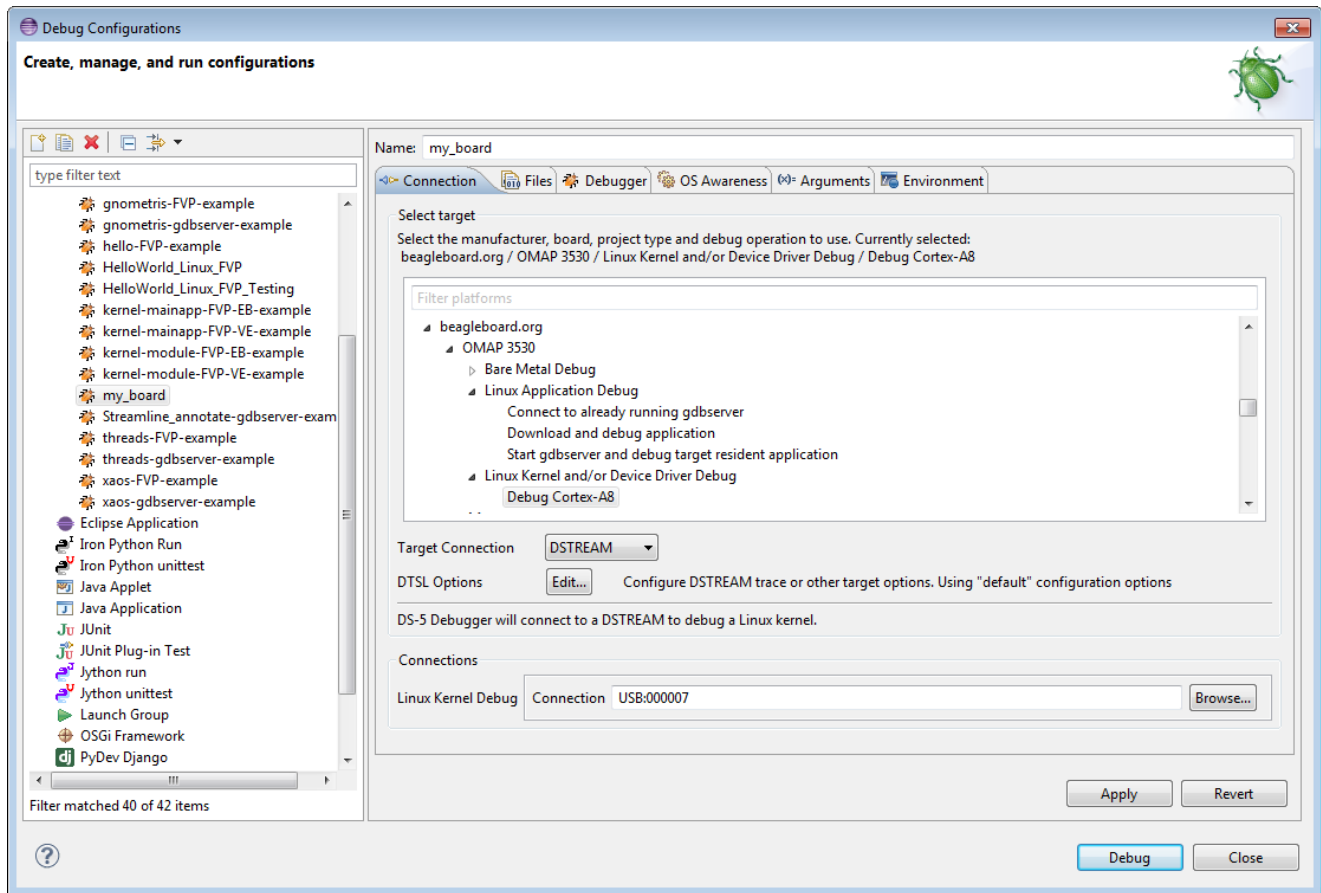 Debug Configurations
Create, manage, and run configurations
type filter text
gnometris-FVP-example
gnometris-gdbserver-example
hello-FVP-example
HelloWorld_Linux_FVP
HelloWorld_Linux_FVP_Testing
kernel-mainapp-FVP-EB-example
kernel-mainapp-FVP-VE-example
kernel-module-FVP-EB-example
kernel-module-FVP-VE-example
my_board
Streamline_annotate-gdbserver-exam
threads-FVP-example
threads-gdbserver-example
xaos-FVP-example
xaos-gdbserver-example
Eclipse Application
Iron Python Run
Iron Python unittest
Java Applet
Java Application
JUnit
JUnit Plug-in Test
Jython run
Jython unittest
Launch Group
OSGi Framework
PyDev Django
Filter matched 40 of 42 items
Name: my_board
Connection Files Debugger OS Awareness Arguments Environment
Select target
Select the manufacturer, board, project type and debug operation to use. Currently selected:
beagleboard.org / OMAP 3530 / Linux Kernel and/or Device Driver Debug / Debug Cortex-A8
Filter platforms
beagleboard.org
OMAP 3530
Bare Metal Debug
Linux Application Debug
Connect to already running gdbserver
Download and debug application
Start gdbserver and debug target resident application
Linux Kernel and/or Device Driver Debug
Debug Cortex-A8
Target Connection DSTREAM
DTSL Options Edit... Configure DSTREAM trace or other target options. Using "default" configuration options
DS-5 Debugger will connect to a DSTREAM to debug a Linux kernel.
Connections
Linux Kernel Debug Connection USB:000007 Browse...
Apply Revert
Debug Close